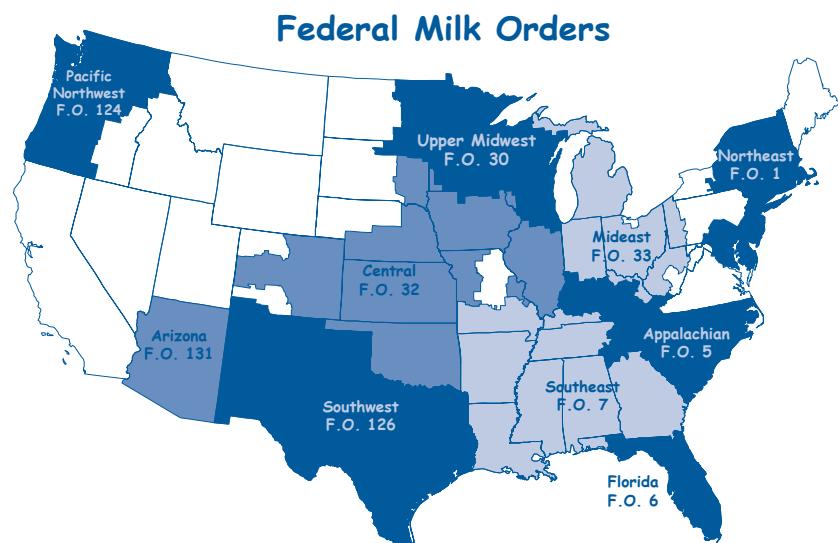 Federal Milk Orders
Pacific
Northwest
F.O. 124
Upper Midwest
F.O. 30
Northeast
F.O. 1
Mideast
F.O. 33
Central
F.O. 32
Arizona
F.O. 131
Appalachian
F.O. 5
Southwest
F.O. 126
Southeast
F.O. 7
Florida
F.O. 6